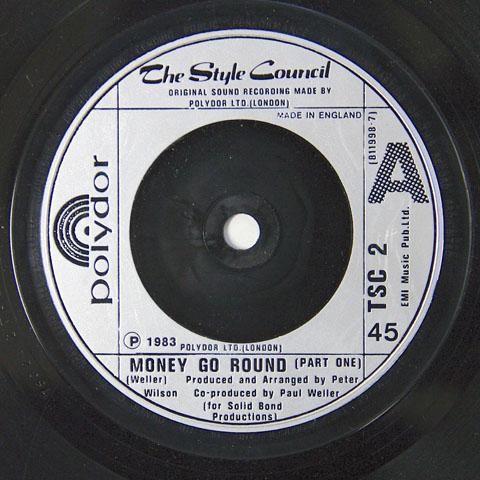 The Style Council
ORIGINAL SOUND RECORDING MADE BY
POLYDOR LTD.(LONDON)
MADE IN ENGLAND
(811998-7)
A
polydor
TSC 2
EMI Music Pub.Ltd.
45
℗ 1983 POLYDOR LTD.(LONDON)
MONEY GO ROUND (PART ONE)
(Weller) Produced and Arranged by Peter
Wilson Co-produced by Paul Weller
(for Solid Bond
Productions)